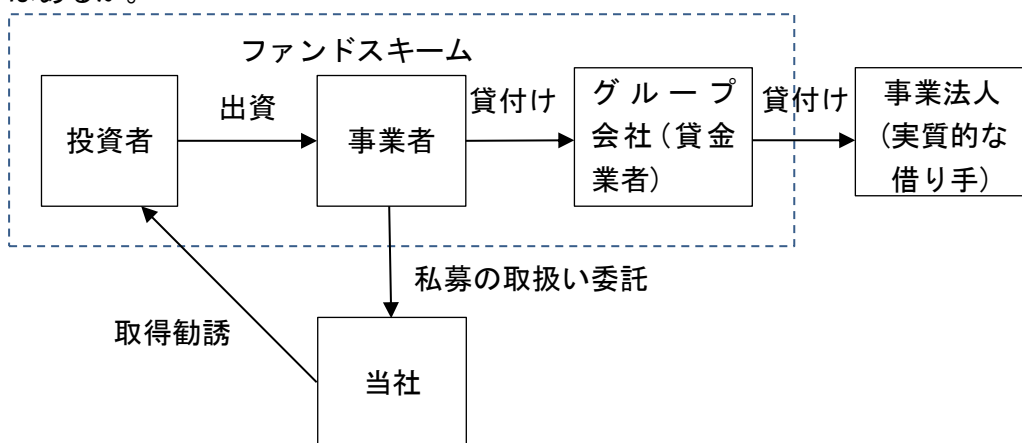 はあるか。
ファンドスキーム
投資者
出資
事業者
貸付け
グループ
会社（貸金
業者）
貸付け
事業法人
（実質的な
借り手）
私募の取扱い委託
取得勧誘
当社